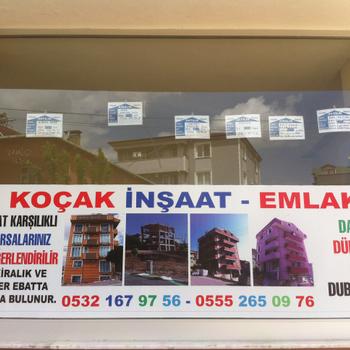 KOÇAK İNŞAAT - EMLAK
AT KARŞILIKLI
ARSALARINIZ
ĞERLENDİRİLİR
KİRALIK VE
ER EBATTA
A BULUNUR.
0532 167 97 56 - 0555 265 09 76
DA
DÜ
DUB